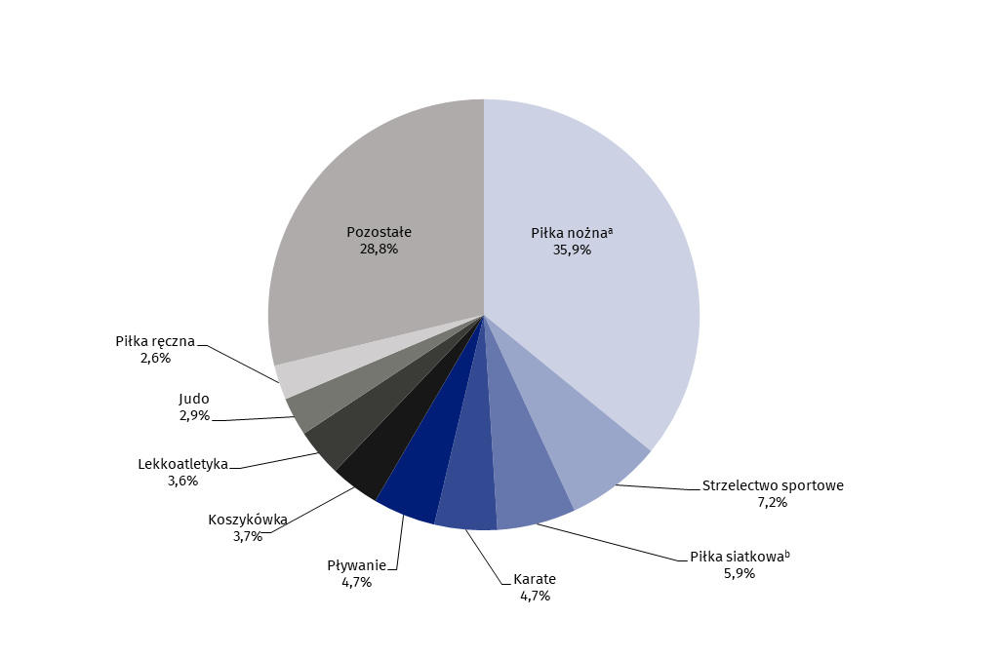 Pozostałe
28,8%
Piłka nożnaᵃ
35,9%
Piłka ręczna
2,6%
Judo
2,9%
Lekkoatletyka
3,6%
Koszykówka
3,7%
Pływanie
4,7%
Karate
4,7%
Piłka siatkowaᵇ
5,9%
Strzelectwo sportowe
7,2%